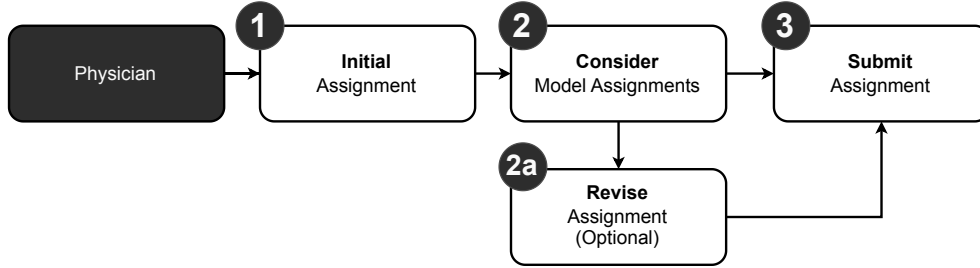 Physician
1
Initial
Assignment
2
Consider
Model Assignments
3
Submit
Assignment
2a
Revise
Assignment
(Optional)